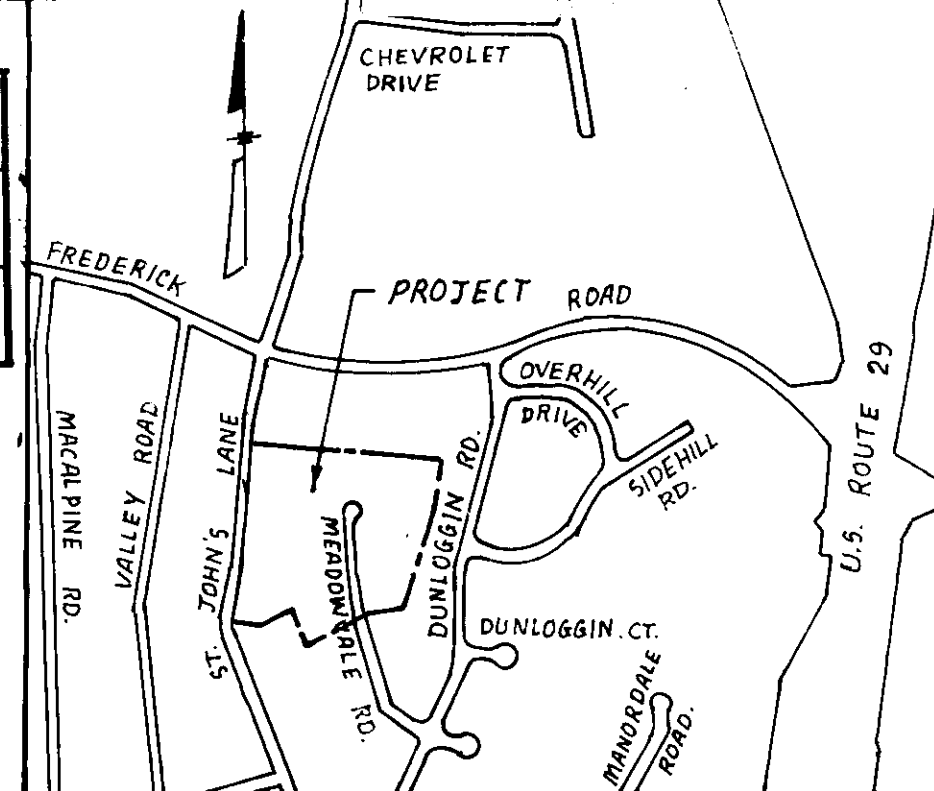 CHEVROLET
DRIVE
FREDERICK
ROAD
PROJECT
OVERHILL
DRIVE
SIDEHILL
RD.
U.S. ROUTE 29
MACALPINE RD.
VALLEY ROAD
ST. JOHN'S LANE
MEADOWVALE RD.
DUNLOGGIN RD.
DUNLOGGIN. CT.
MANORDALE
ROAD.